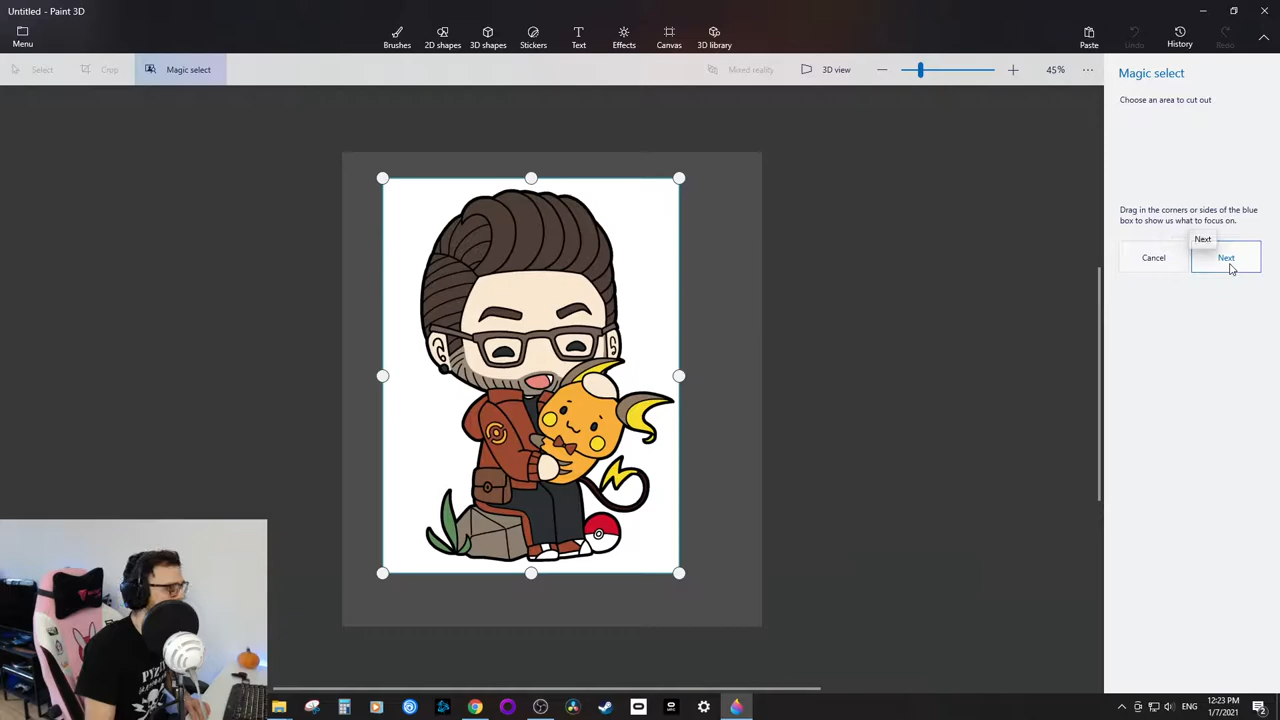 Untitled - Paint 3D
Menu
Brushes
2D shapes
3D shapes
Stickers
Text
Effects
Canvas
3D library
Paste
Undo
History
Redo
Select
Crop
Magic select
Mixed reality
3D view
45%
Magic select
Choose an area to cut out
Drag in the corners or sides of the blue
box to show us what to focus on.
Next
Cancel
Next
ENG
12:23 PM
1/7/2021